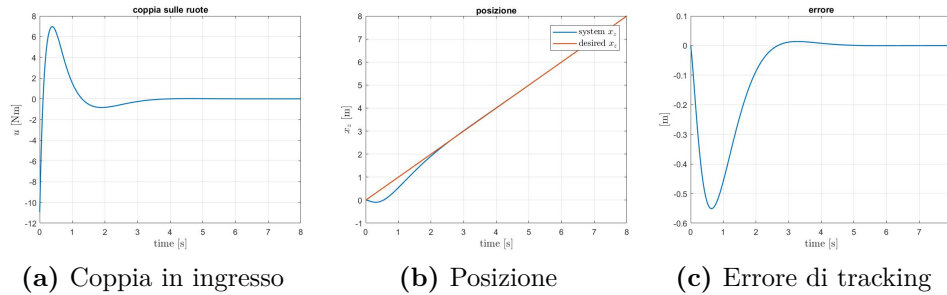 coppia sulle ruote
8
6
4
2
0
-2
-4
-6
-8
-10
-12
u [Nm]
0 1 2 3 4 5 6 7 8
time [s]
(a) Coppia in ingresso
posizione
8
7
6
5
4
3
2
1
0
-1
x_z [m]
system x_z
desired x_z
0 1 2 3 4 5 6 7 8
time [s]
(b) Posizione
errore
0.1
0
-0.1
-0.2
-0.3
-0.4
-0.5
-0.6
[m]
0 1 2 3 4 5 6 7
time [s]
(c) Errore di tracking